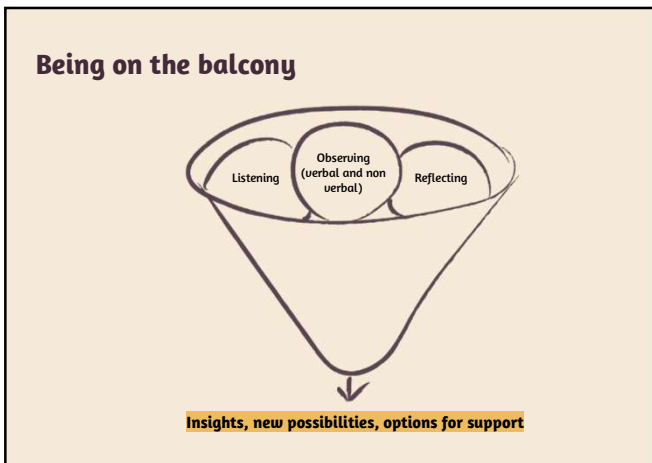 Being on the balcony
Listening
Observing
(verbal and non
verbal)
Reflecting
Insights, new possibilities, options for support